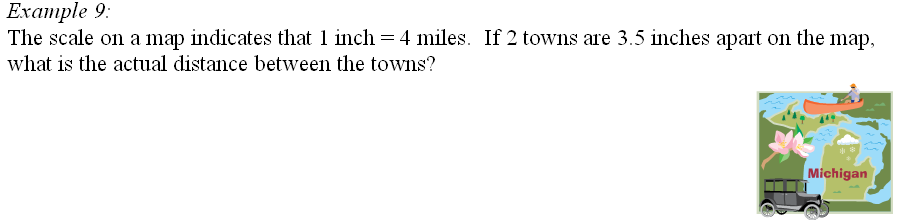 Example 9:
The scale on a map indicates that 1 inch = 4 miles. If 2 towns are 3.5 inches apart on the map,
what is the actual distance between the towns?
Michigan